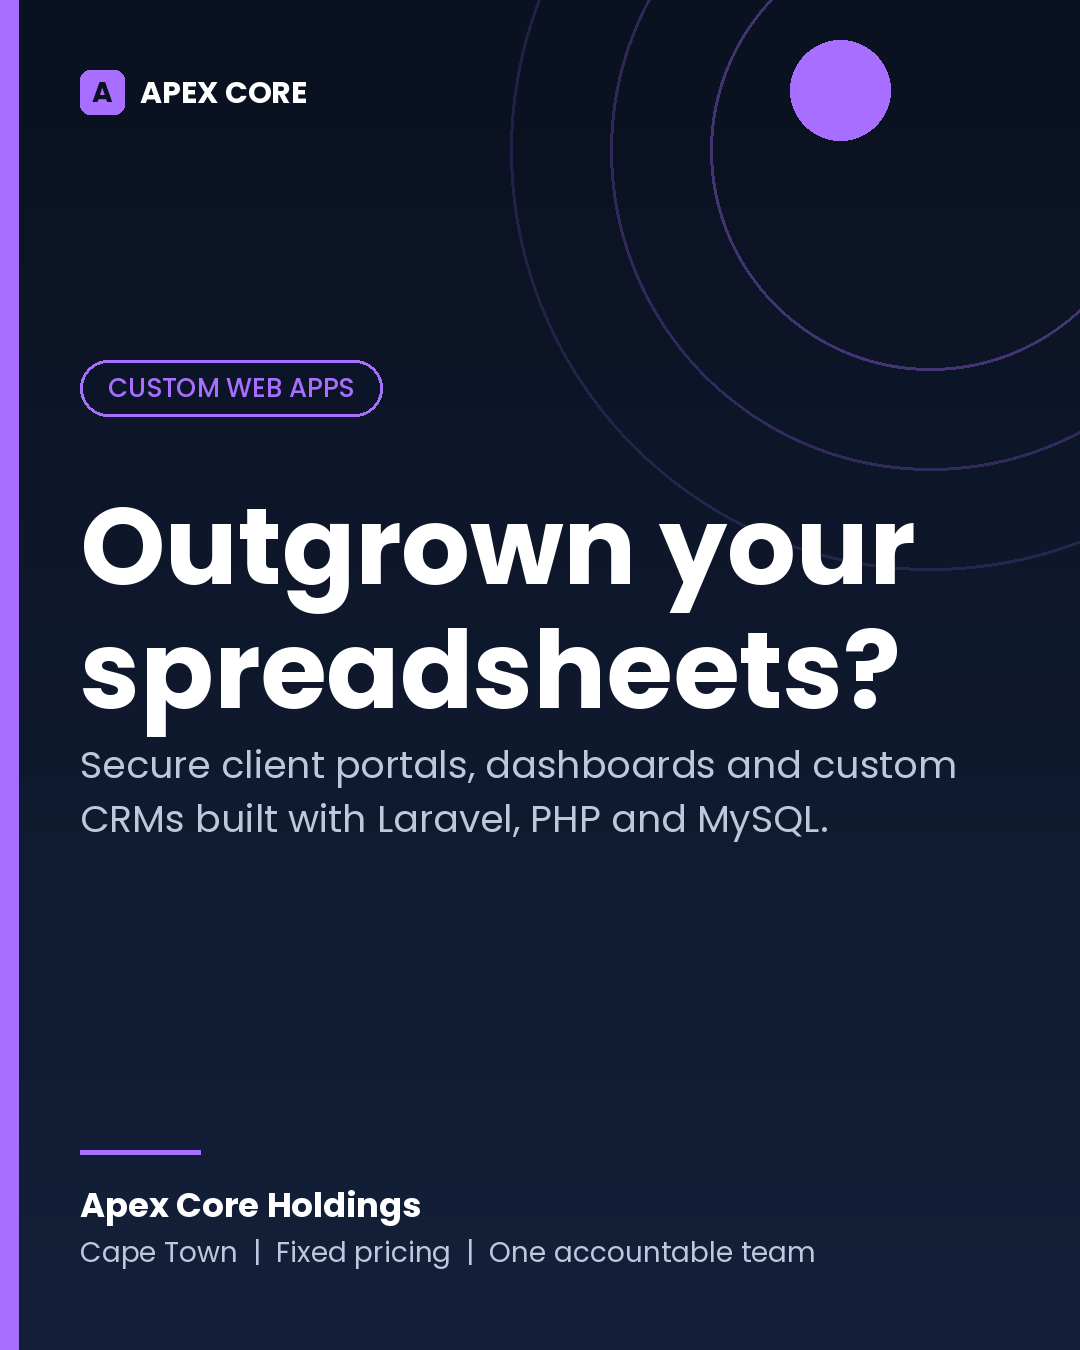 A APEX CORE
CUSTOM WEB APPS
Outgrown your
spreadsheets?
Secure client portals, dashboards and custom
CRMs built with Laravel, PHP and MySQL.
Apex Core Holdings
Cape Town | Fixed pricing | One accountable team